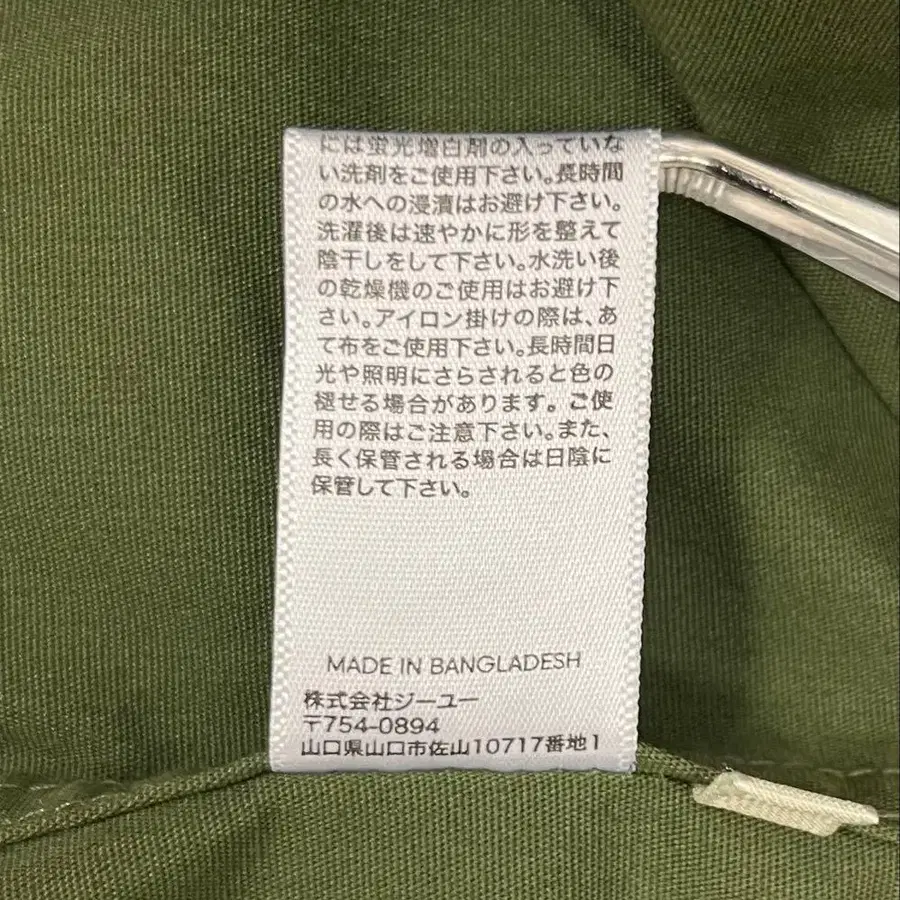 には蛍光増白剤の入っていな
い洗剤をご使用下さい。長時間
の水への浸漬はお避け下さい。
洗濯後は速やかに形を整えて
陰干しをして下さい。水洗い後
の乾燥機のご使用はお避け下
さい。アイロン掛けの際は、あ
て布をご使用下さい。長時間日
光や照明にさらされると色の
褪せる場合があります。ご使
用の際はご注意下さい。また、
長く保管される場合は日陰に
保管して下さい。
MADE IN BANGLADESH
株式会社ジーユー
〒754-0894
山口県山口市佐山10717番地1